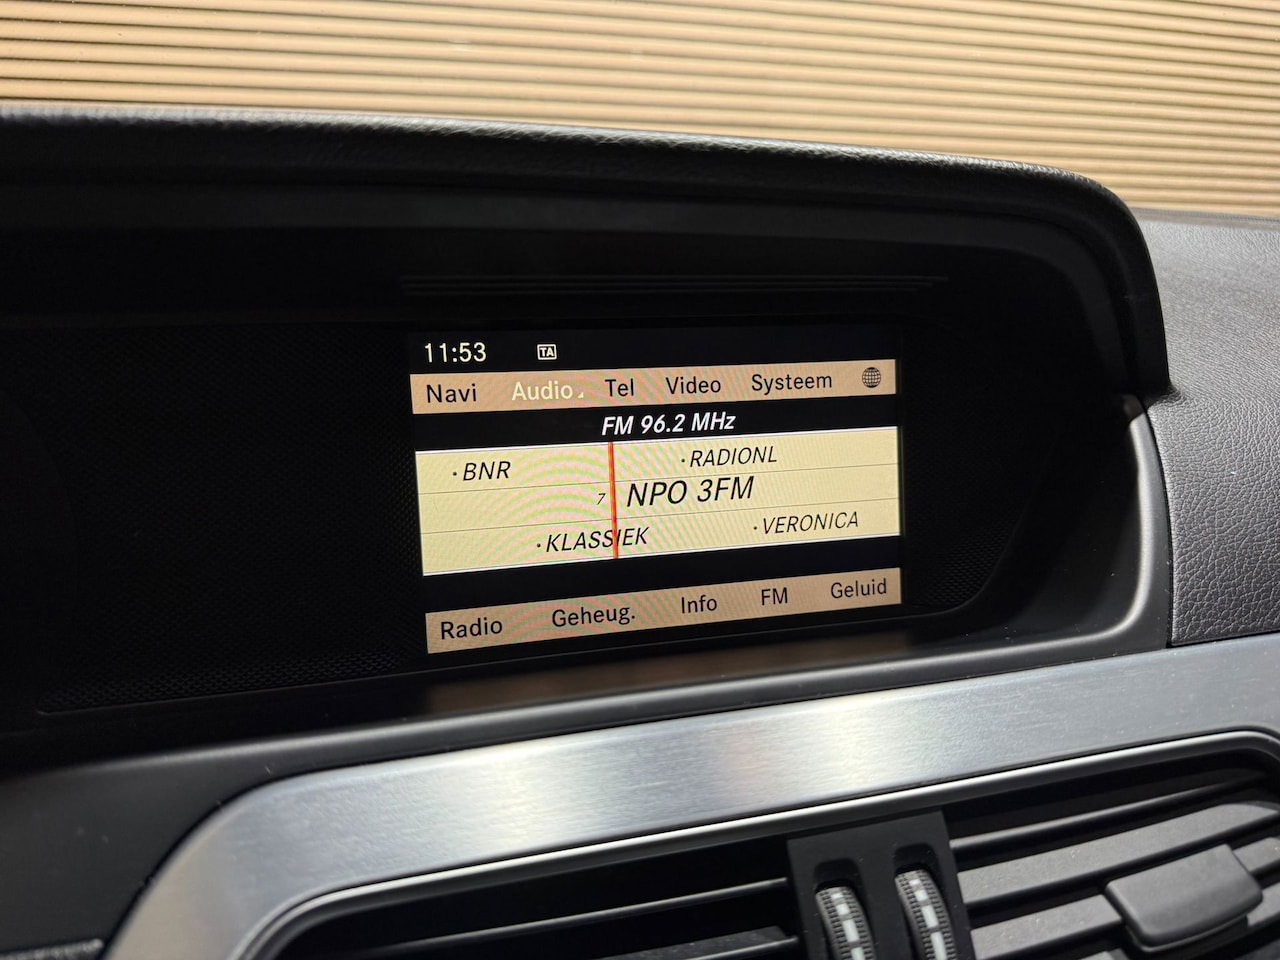 11:53 TA
Navi Audio Tel Video Systeem
FM 96.2 MHz
·BNR ·RADIONL
7 NPO 3FM
·KLASSIEK ·VERONICA
Radio Geheug. Info FM Geluid